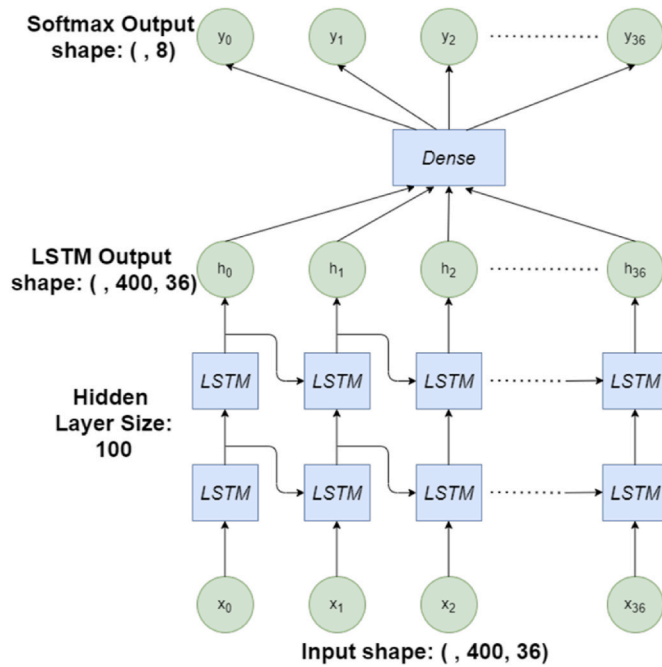 Softmax Output
shape: ( , 8)
y0 y1 y2 y36
Dense
LSTM Output
shape: ( , 400, 36)
h0 h1 h2 h36
LSTM LSTM LSTM LSTM
Hidden
Layer Size:
100
LSTM LSTM LSTM LSTM
x0 x1 x2 x36
Input shape: ( , 400, 36)